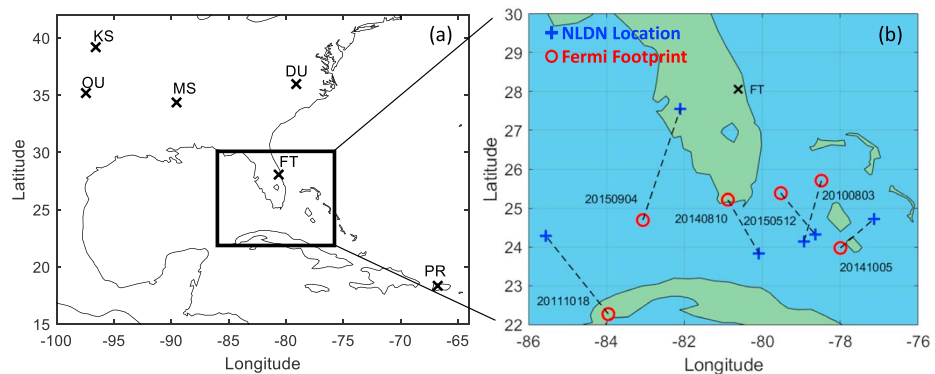 (a)
KS
OU
MS
DU
FT
PR
40
35
30
25
20
15
-100
-95
-90
-85
-80
-75
-70
-65
Latitude
Longitude
(b)
NLDN Location
Fermi Footprint
FT
20150904
20140810
20150512
20100803
20141005
20111018
30
29
28
27
26
25
24
23
22
-86
-84
-82
-80
-78
-76
Latitude
Longitude